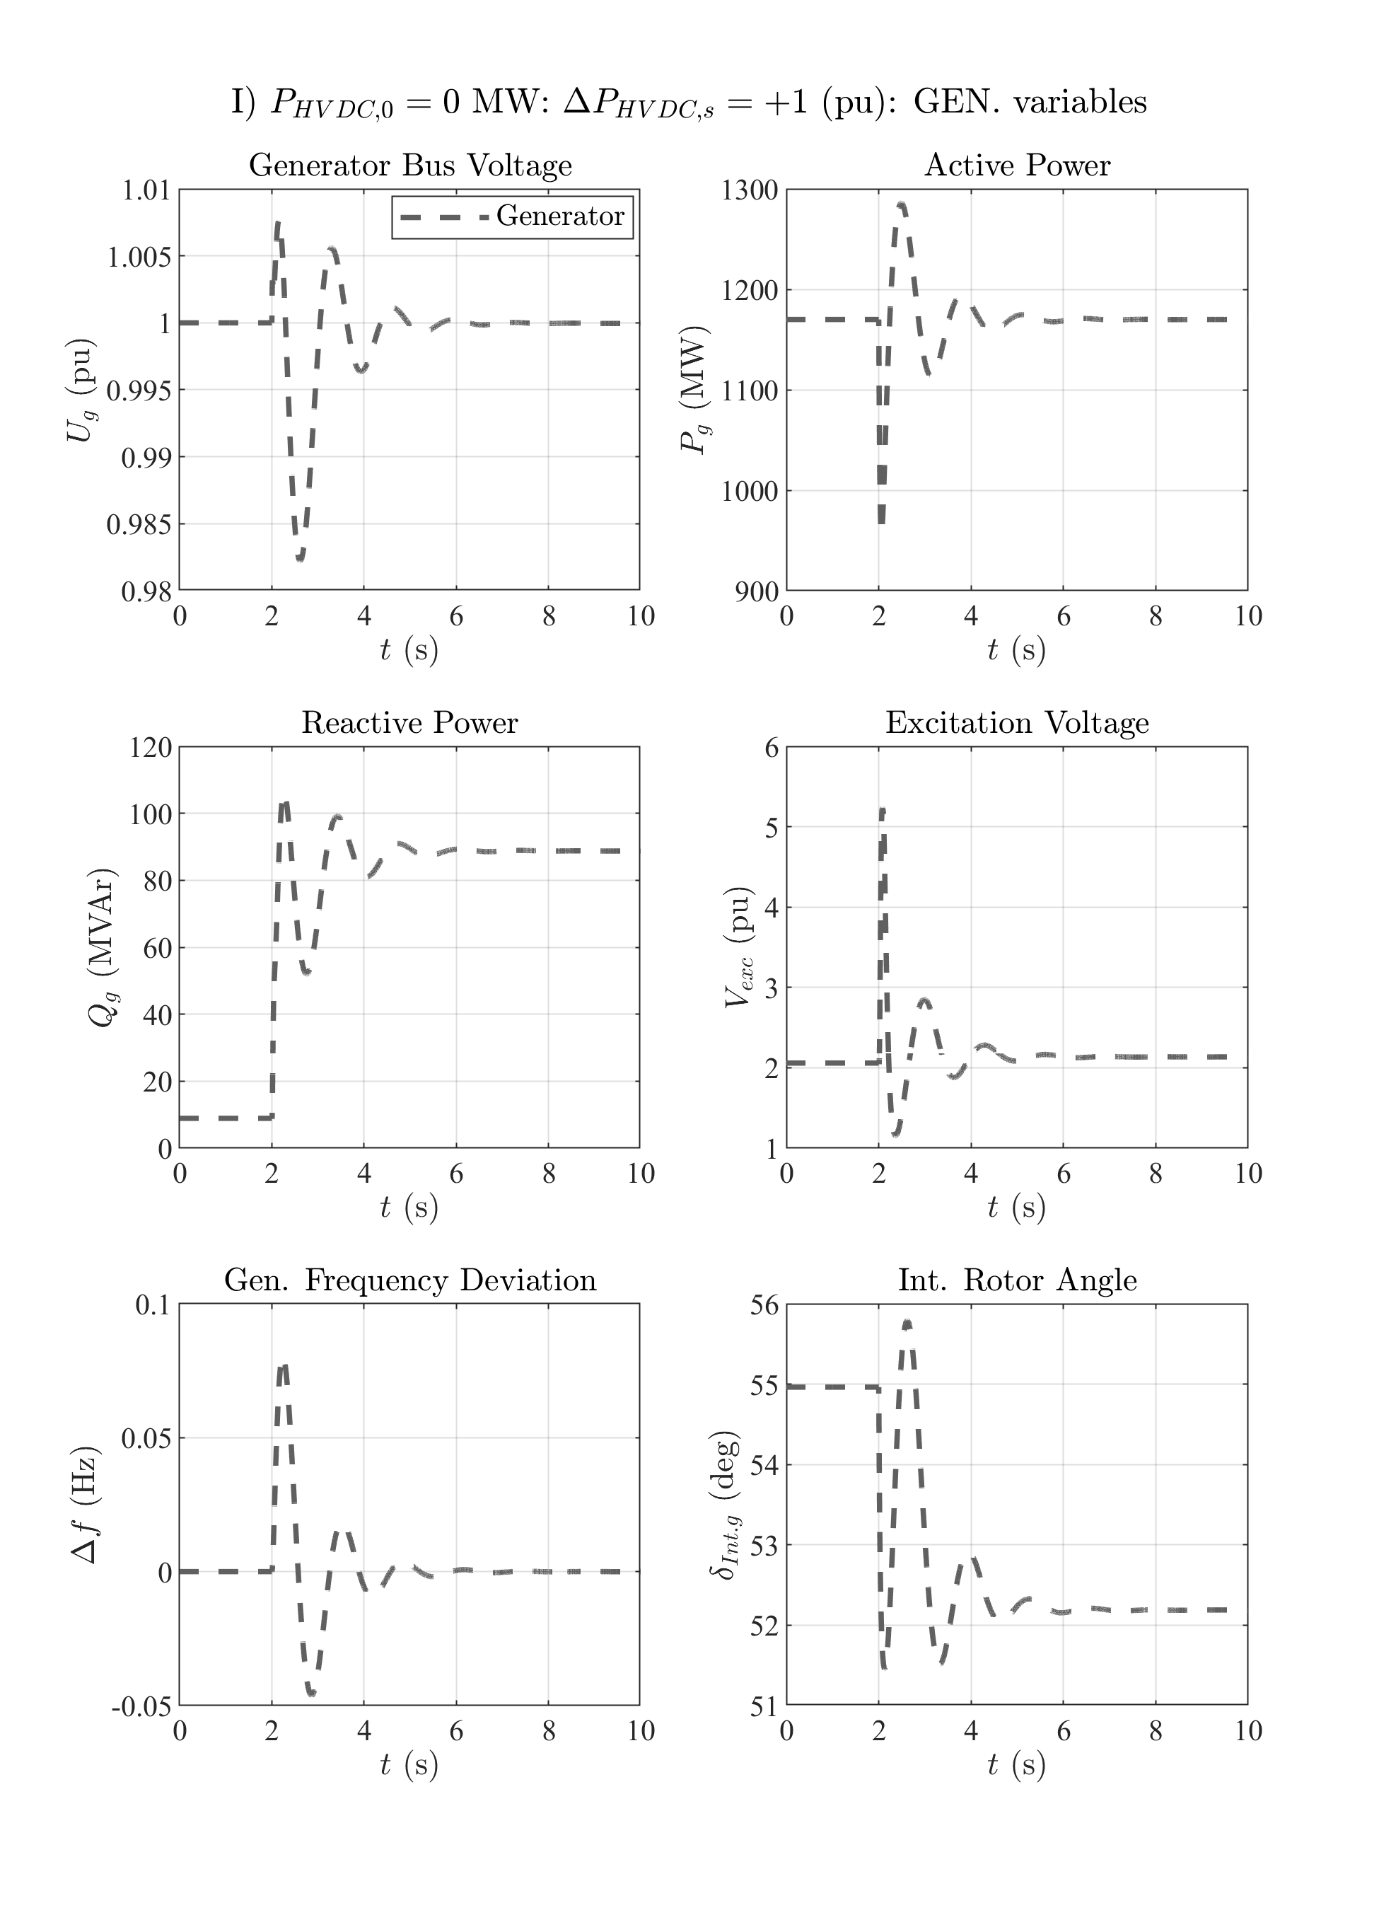 I) P_{HVDC,0} = 0 MW: ΔP_{HVDC,s} = +1 (pu): GEN. variables
Generator Bus Voltage
1.01
1.005
1
0.995
0.99
0.985
0.98
U_g (pu)
Generator
0 2 4 6 8 10
t (s)
Active Power
1300
1200
1100
1000
900
P_g (MW)
0 2 4 6 8 10
t (s)
Reactive Power
120
100
80
60
40
20
0
Q_g (MVAr)
0 2 4 6 8 10
t (s)
Excitation Voltage
6
5
4
3
2
1
V_{exc} (pu)
0 2 4 6 8 10
t (s)
Gen. Frequency Deviation
0.1
0.05
0
-0.05
Δf (Hz)
0 2 4 6 8 10
t (s)
Int. Rotor Angle
56
55
54
53
52
51
δ_{Int.g} (deg)
0 2 4 6 8 10
t (s)